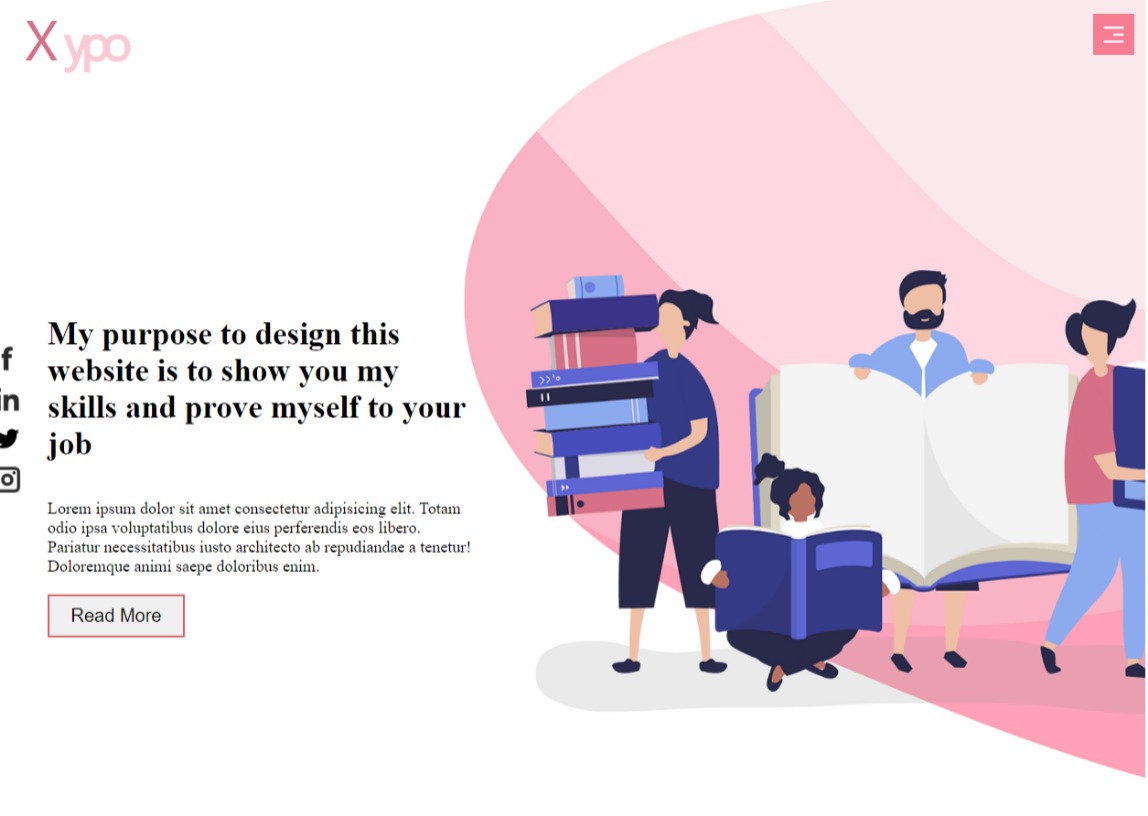 X ypo
My purpose to design this
website is to show you my
skills and prove myself to your
job
Lorem ipsum dolor sit amet consectetur adipisicing elit. Totam
odio ipsa voluptatibus dolore eius perferendis eos libero.
Pariatur necessitatibus iusto architecto ab repudiandae a tenetur!
Doloremque animi saepe doloribus enim.
Read More